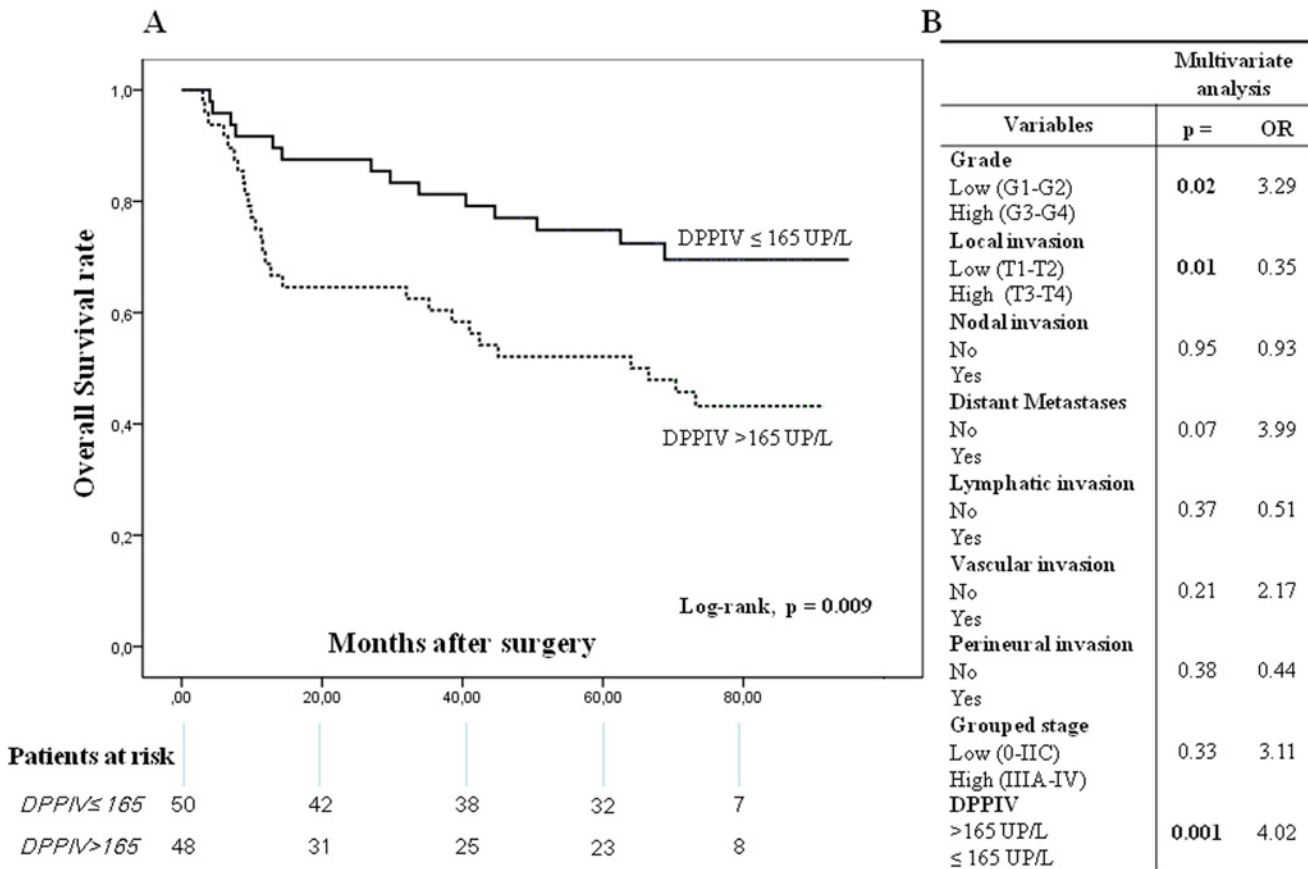 A
1,0
0,8
0,6
0,4
0,2
0,0
Overall Survival rate
DPPIV ≤ 165 UP/L
DPPIV >165 UP/L
Log-rank, p = 0.009
Months after surgery
,00 20,00 40,00 60,00 80,00
Patients at risk
DPPIV≤ 165 50 42 38 32 7
DPPIV>165 48 31 25 23 8
B
Multivariate
analysis
Variables p = OR
Grade
Low (G1-G2) 0.02 3.29
High (G3-G4)
Local invasion
Low (T1-T2) 0.01 0.35
High (T3-T4)
Nodal invasion
No 0.95 0.93
Yes
Distant Metastases
No 0.07 3.99
Yes
Lymphatic invasion
No 0.37 0.51
Yes
Vascular invasion
No 0.21 2.17
Yes
Perineural invasion
No 0.38 0.44
Yes
Grouped stage
Low (0-IIC) 0.33 3.11
High (IIIA-IV)
DPPIV
>165 UP/L 0.001 4.02
≤ 165 UP/L